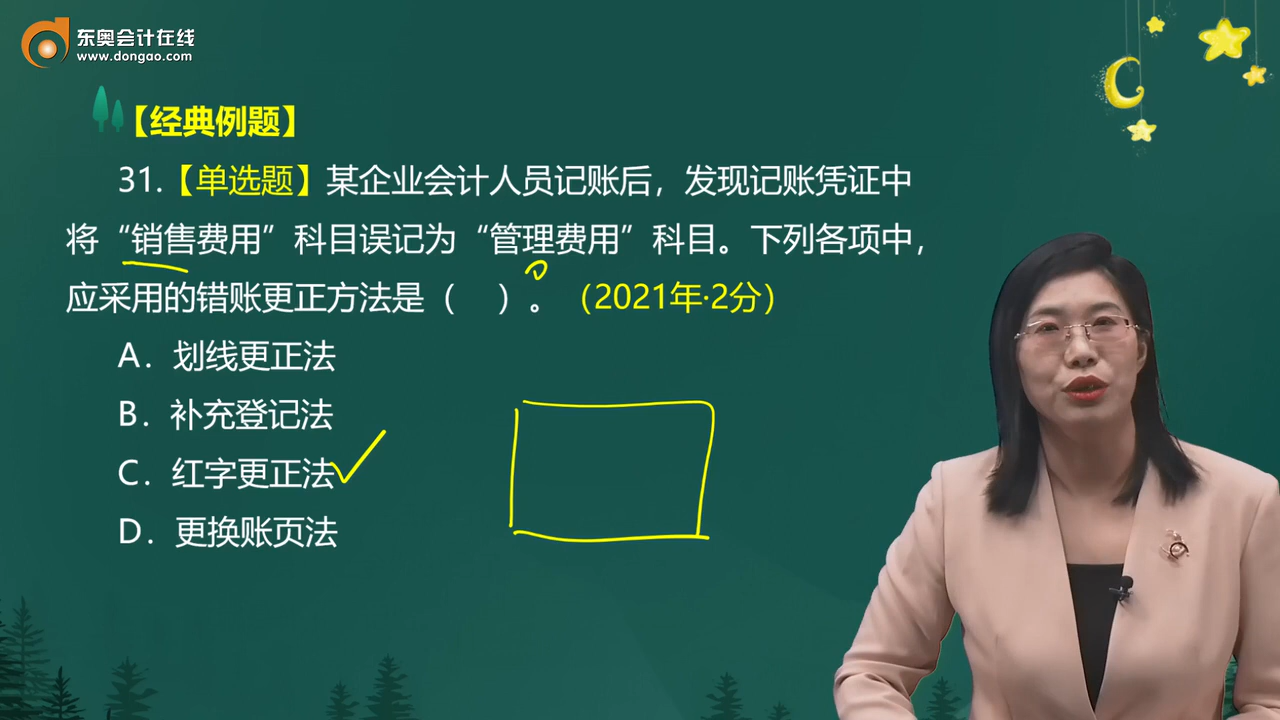 东奥会计在线
www.dongao.com
【经典例题】
31.【单选题】某企业会计人员记账后，发现记账凭证中
将“销售费用”科目误记为“管理费用”科目。下列各项中，
应采用的错账更正方法是（ ）。（2021年·2分）
A．划线更正法
B．补充登记法
C．红字更正法
D．更换账页法